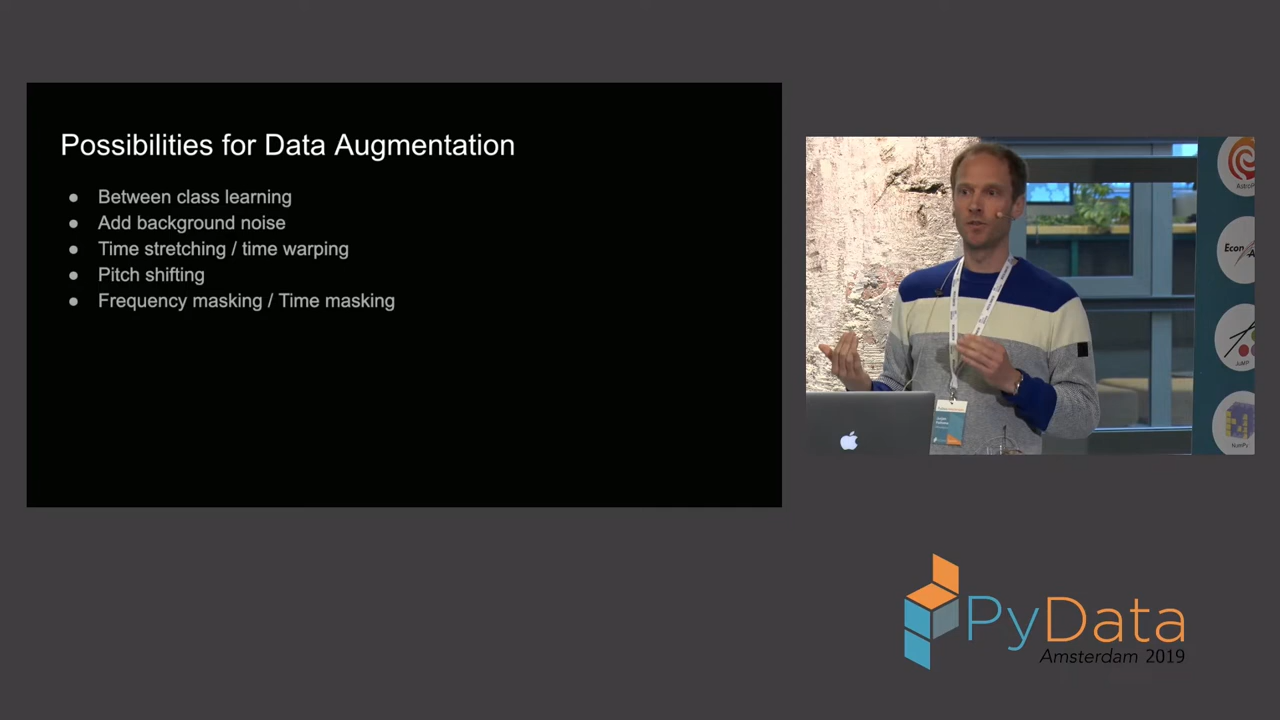 Possibilities for Data Augmentation
● Between class learning
● Add background noise
● Time stretching / time warping
● Pitch shifting
● Frequency masking / Time masking
NumPy
PyData
Amsterdam 2019